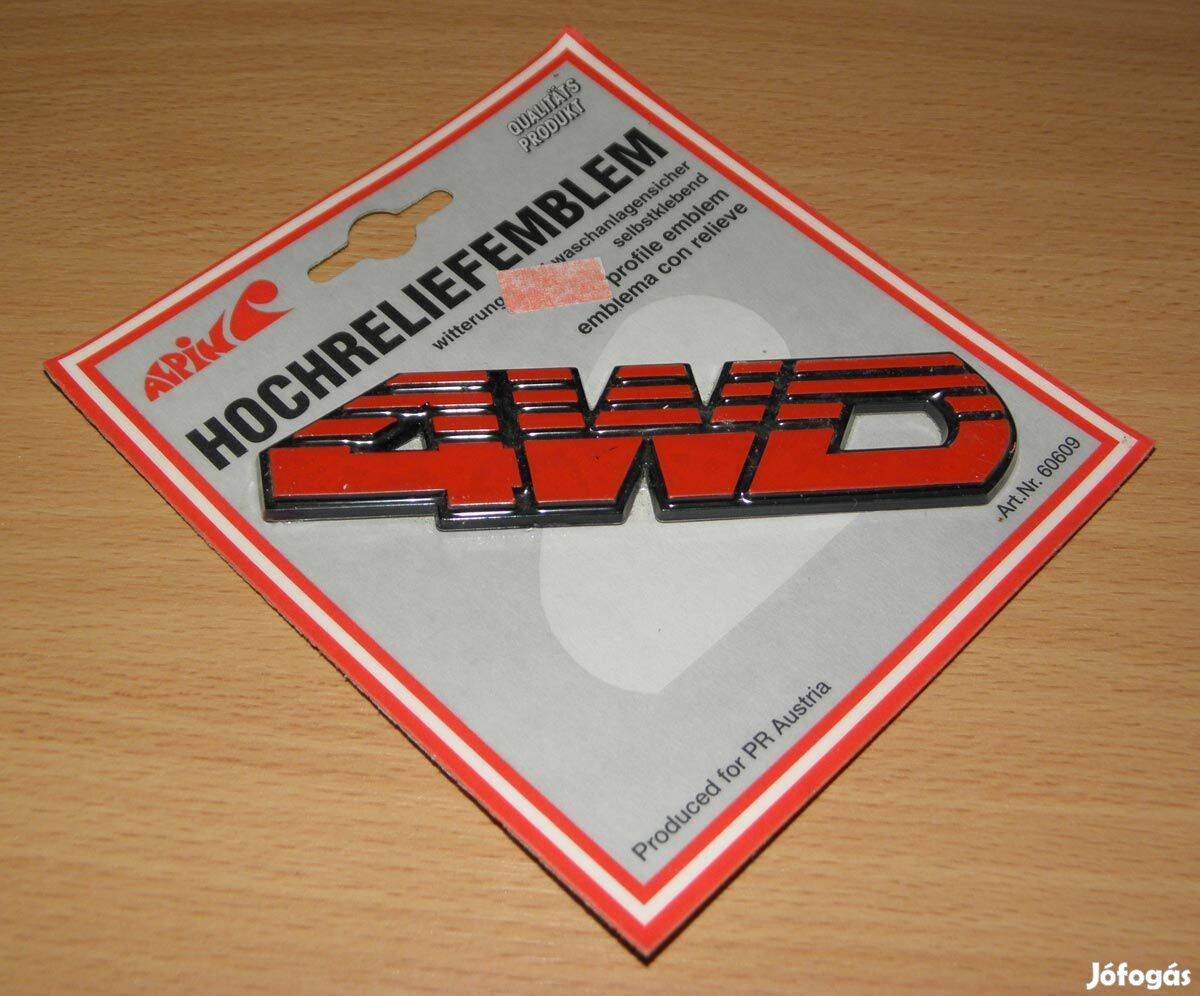 QUALITÄTS
PRODUKT
ALPIN
HOCHRELIEFEMBLEM
witterung waschanlagensicher
selbstklebend
profile emblem
emblema con relieve
4WD
Art.Nr. 60609
Produced for PR Austria
Jófogás